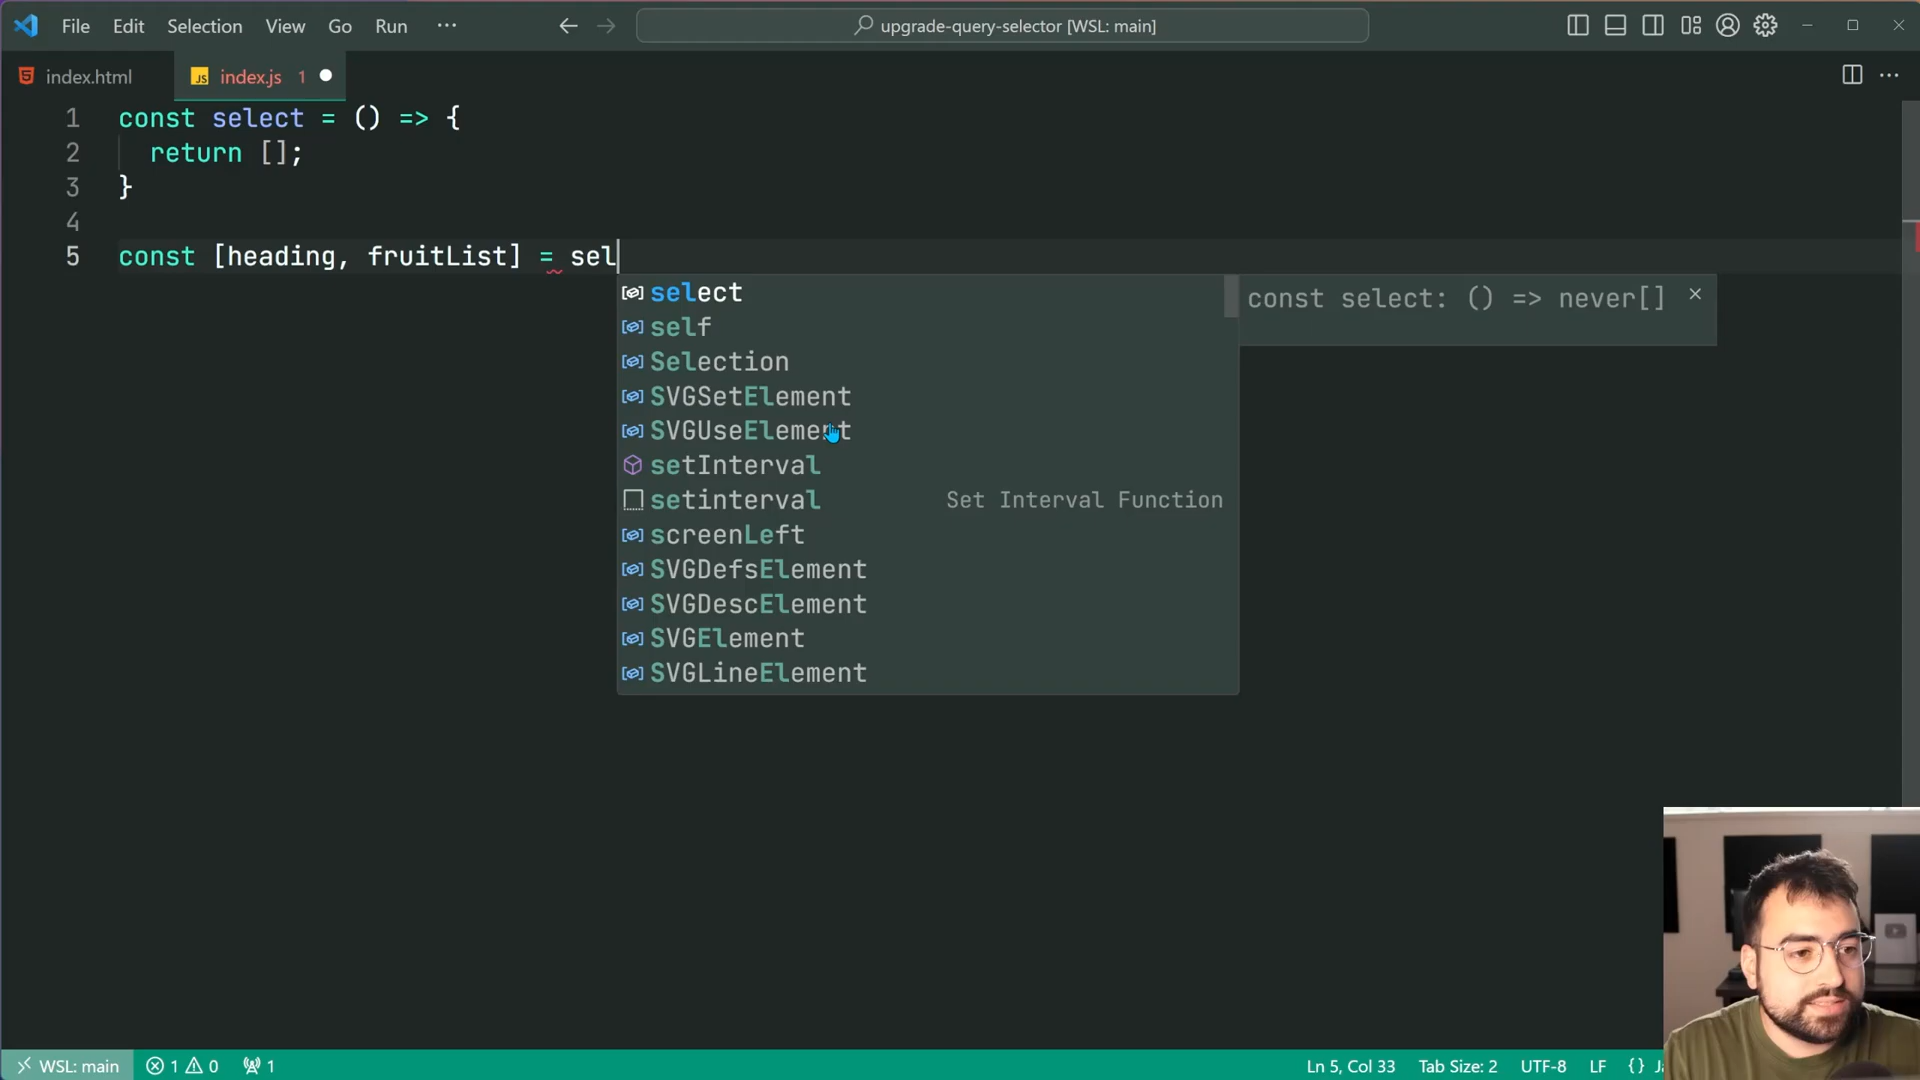 File Edit Selection View Go Run ···
upgrade-query-selector [WSL: main]
index.html
index.js 1
1 const select = () => {
2 return [];
3 }
4
5 const [heading, fruitList] = sel
select
const select: () => never[]
self
Selection
SVGSetElement
SVGUseElement
setInterval
setinterval Set Interval Function
screenLeft
SVGDefsElement
SVGDescElement
SVGElement
SVGLineElement
WSL: main 1 0 1 Ln 5, Col 33 Tab Size: 2 UTF-8 LF {}